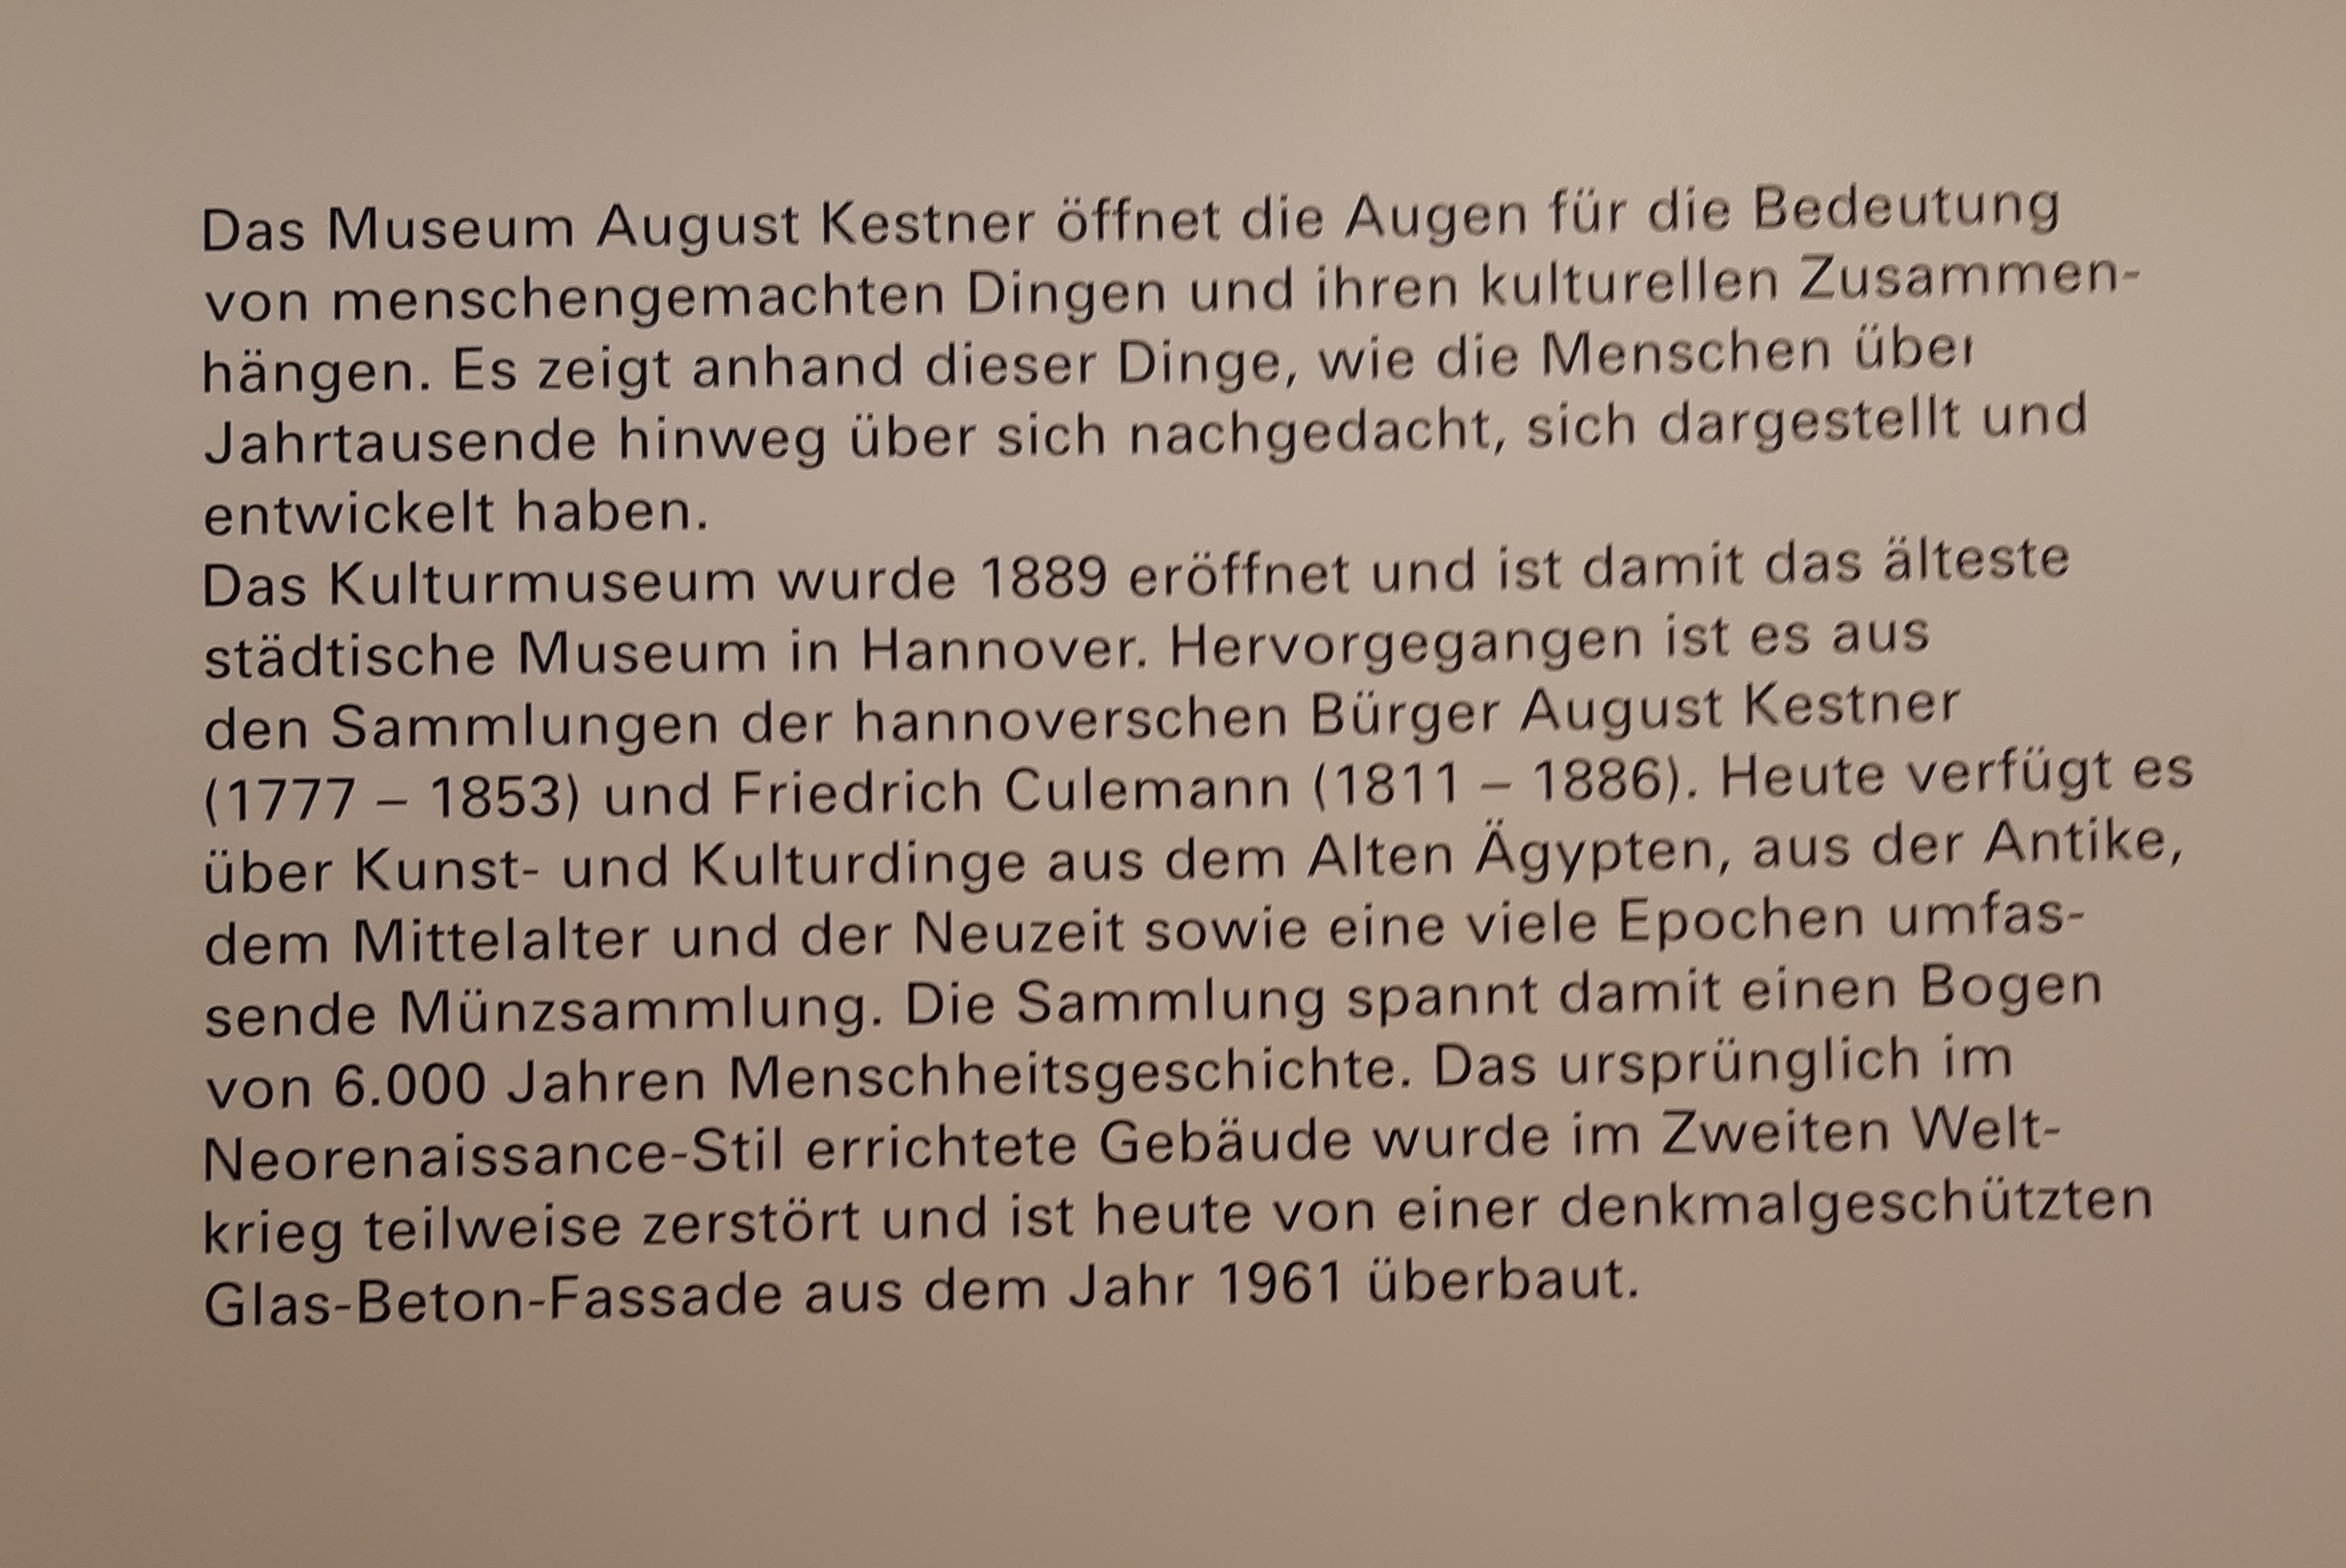 Das Museum August Kestner öffnet die Augen für die Bedeutung
von menschengemachten Dingen und ihren kulturellen Zusammen-
hängen. Es zeigt anhand dieser Dinge, wie die Menschen über
Jahrtausende hinweg über sich nachgedacht, sich dargestellt und
entwickelt haben.
Das Kulturmuseum wurde 1889 eröffnet und ist damit das älteste
städtische Museum in Hannover. Hervorgegangen ist es aus
den Sammlungen der hannoverschen Bürger August Kestner
(1777 – 1853) und Friedrich Culemann (1811 – 1886). Heute verfügt es
über Kunst- und Kulturdinge aus dem Alten Ägypten, aus der Antike,
dem Mittelalter und der Neuzeit sowie eine viele Epochen umfas-
sende Münzsammlung. Die Sammlung spannt damit einen Bogen
von 6.000 Jahren Menschheitsgeschichte. Das ursprünglich im
Neorenaissance-Stil errichtete Gebäude wurde im Zweiten Welt-
krieg teilweise zerstört und ist heute von einer denkmalgeschützten
Glas-Beton-Fassade aus dem Jahr 1961 überbaut.